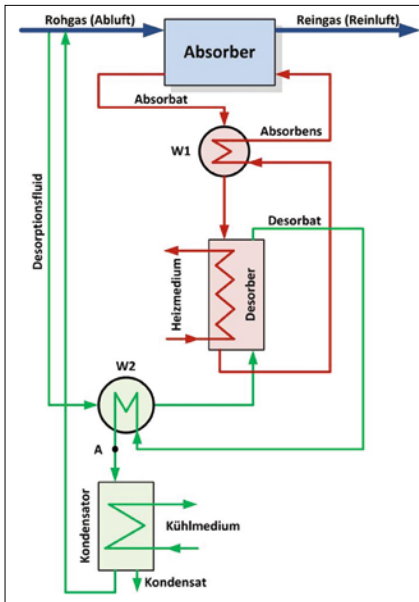 Rohgas (Abluft)
Reingas (Reinluft)
Absorber
Absorbat
Absorbens
W1
Desorptionsfluid
Desorbat
Heizmedium
Desorber
W2
A
Kondensator
Kühlmedium
Kondensat